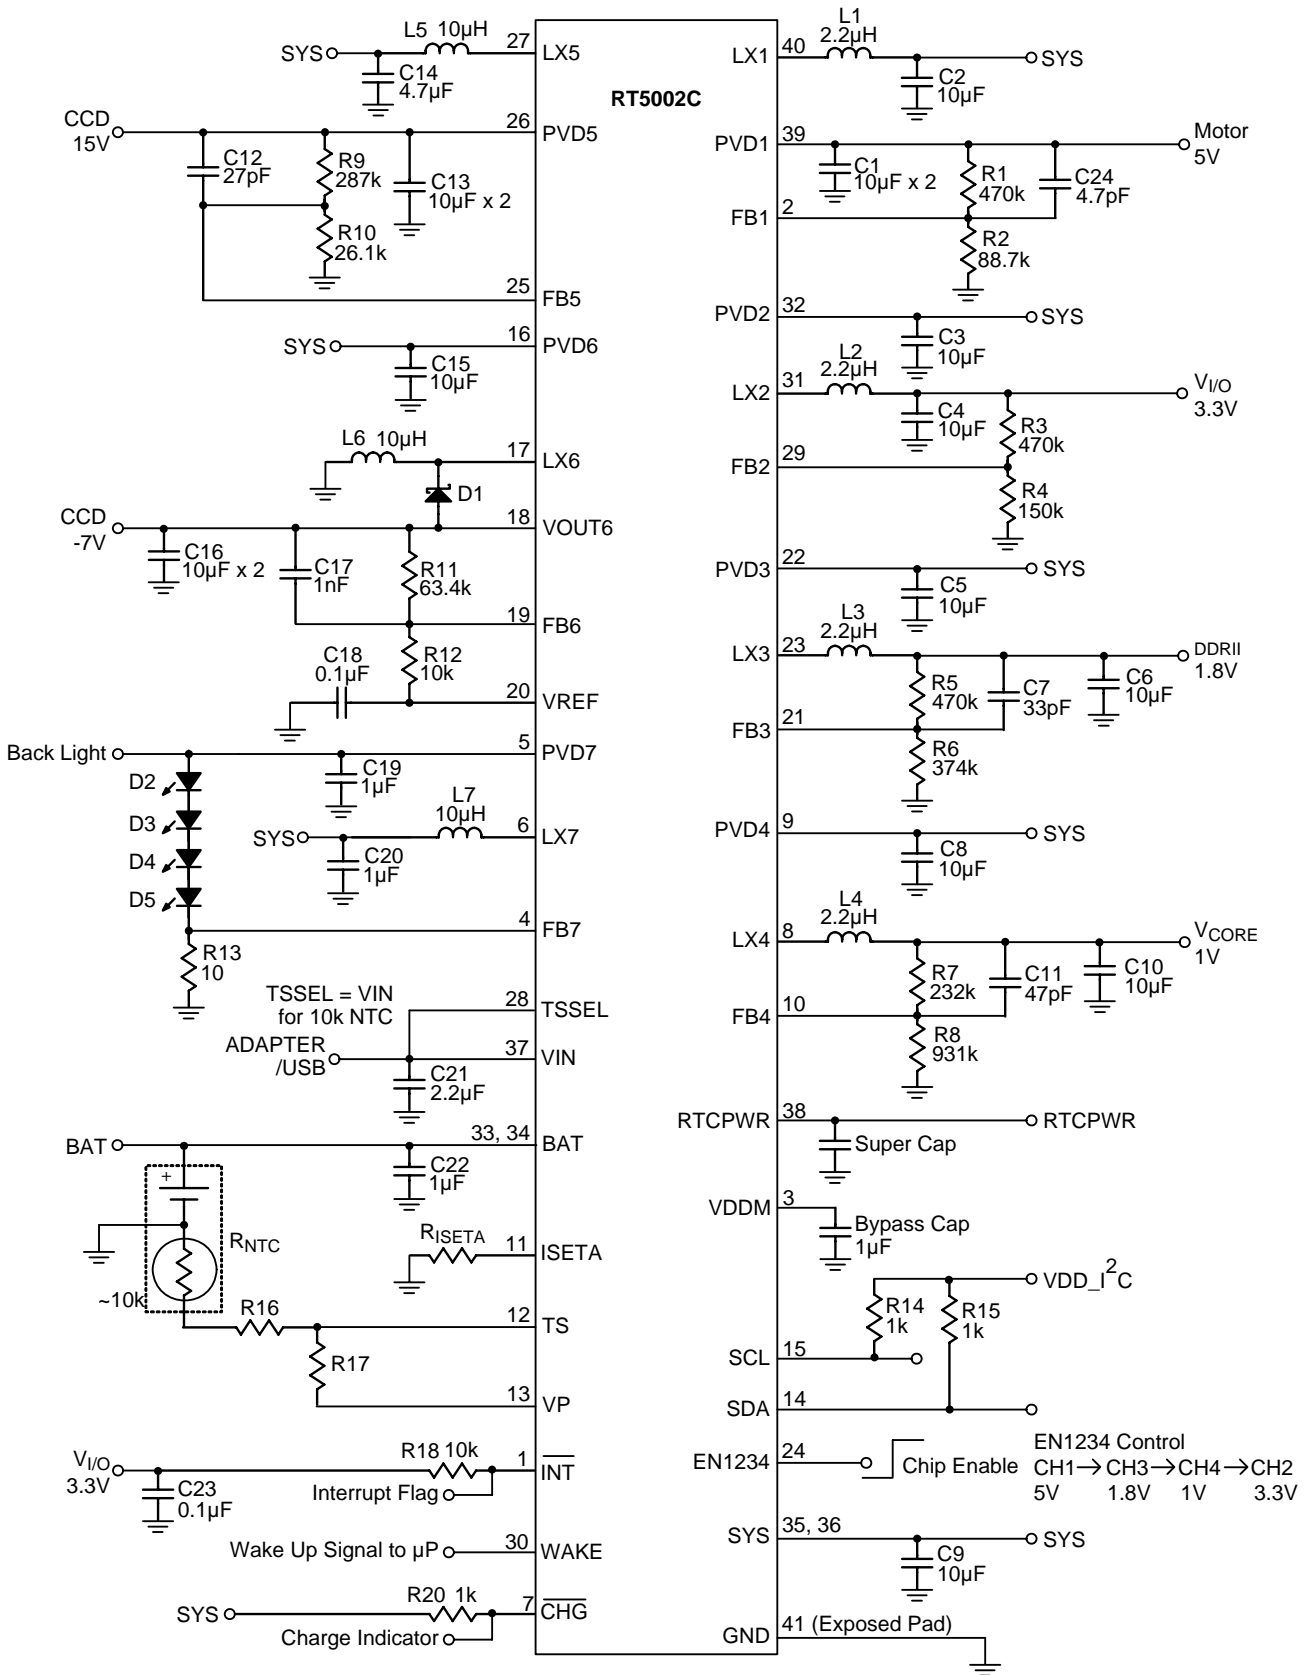 RT5002C
L5 10µH
27
LX5
SYS
C14
4.7µF
CCD
15V
26
PVD5
C12
27pF
R9
287k
C13
10µF x 2
R10
26.1k
25
FB5
16
PVD6
SYS
C15
10µF
L6 10µH
17
LX6
D1
CCD
-7V
18
VOUT6
C16
10µF x 2
C17
1nF
R11
63.4k
19
FB6
C18
0.1µF
R12
10k
20
VREF
Back Light
5
PVD7
D2
C19
1µF
D3
L7
10µH
SYS
6
LX7
D4
C20
1µF
D5
4
FB7
R13
10
TSSEL = VIN
for 10k NTC
28
TSSEL
ADAPTER
/USB
37
VIN
C21
2.2µF
BAT
33, 34
BAT
C22
1µF
+
RNTC
~10k
RISETA
11
ISETA
R16
12
TS
R17
13
VP
VI/O
3.3V
R18 10k
1
INT
C23
0.1µF
Interrupt Flag
Wake Up Signal to µP
30
WAKE
R20 1k
SYS
7
CHG
Charge Indicator
L1
2.2µH
LX1
40
SYS
C2
10µF
PVD1
39
Motor
5V
C1
10µF x 2
R1
470k
C24
4.7pF
FB1
2
R2
88.7k
PVD2
32
SYS
C3
10µF
L2
2.2µH
LX2
31
VI/O
3.3V
C4
10µF
R3
470k
FB2
29
R4
150k
PVD3
22
SYS
C5
10µF
L3
2.2µH
LX3
23
DDRII
1.8V
R5
470k
C7
33pF
C6
10µF
FB3
21
R6
374k
PVD4
9
SYS
C8
10µF
L4
2.2µH
LX4
8
VCORE
1V
R7
232k
C11
47pF
C10
10µF
FB4
10
R8
931k
RTCPWR
38
RTCPWR
Super Cap
VDDM
3
Bypass Cap
1µF
VDD_I²C
R14
1k
R15
1k
SCL
15
SDA
14
EN1234
24
Chip Enable
EN1234 Control
CH1→CH3→CH4→CH2
5V 1.8V 1V 3.3V
SYS
35, 36
SYS
C9
10µF
GND
41 (Exposed Pad)